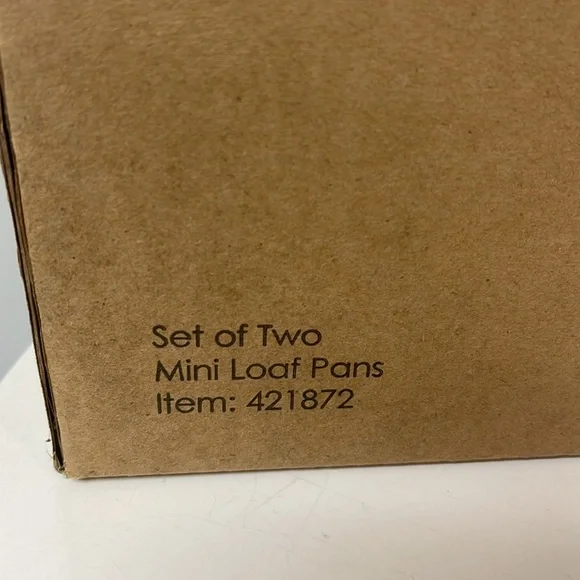 Set of Two
Mini Loaf Pans
Item: 421872